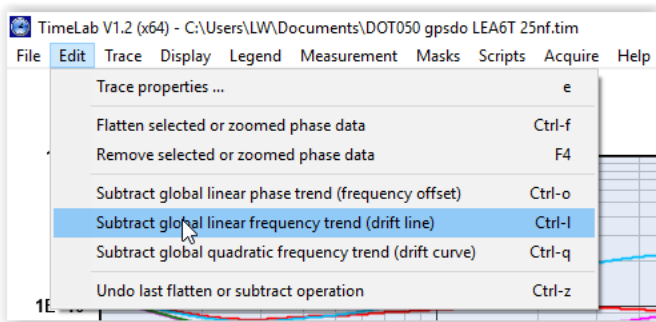 TimeLab V1.2 (x64) - C:\Users\LW\Documents\DOT050 gpsdo LEA6T 25nf.tim
File Edit Trace Display Legend Measurement Masks Scripts Acquire Help
Trace properties ... e
Flatten selected or zoomed phase data Ctrl-f
Remove selected or zoomed phase data F4
Subtract global linear phase trend (frequency offset) Ctrl-o
Subtract global linear frequency trend (drift line) Ctrl-l
Subtract global quadratic frequency trend (drift curve) Ctrl-q
Undo last flatten or subtract operation Ctrl-z